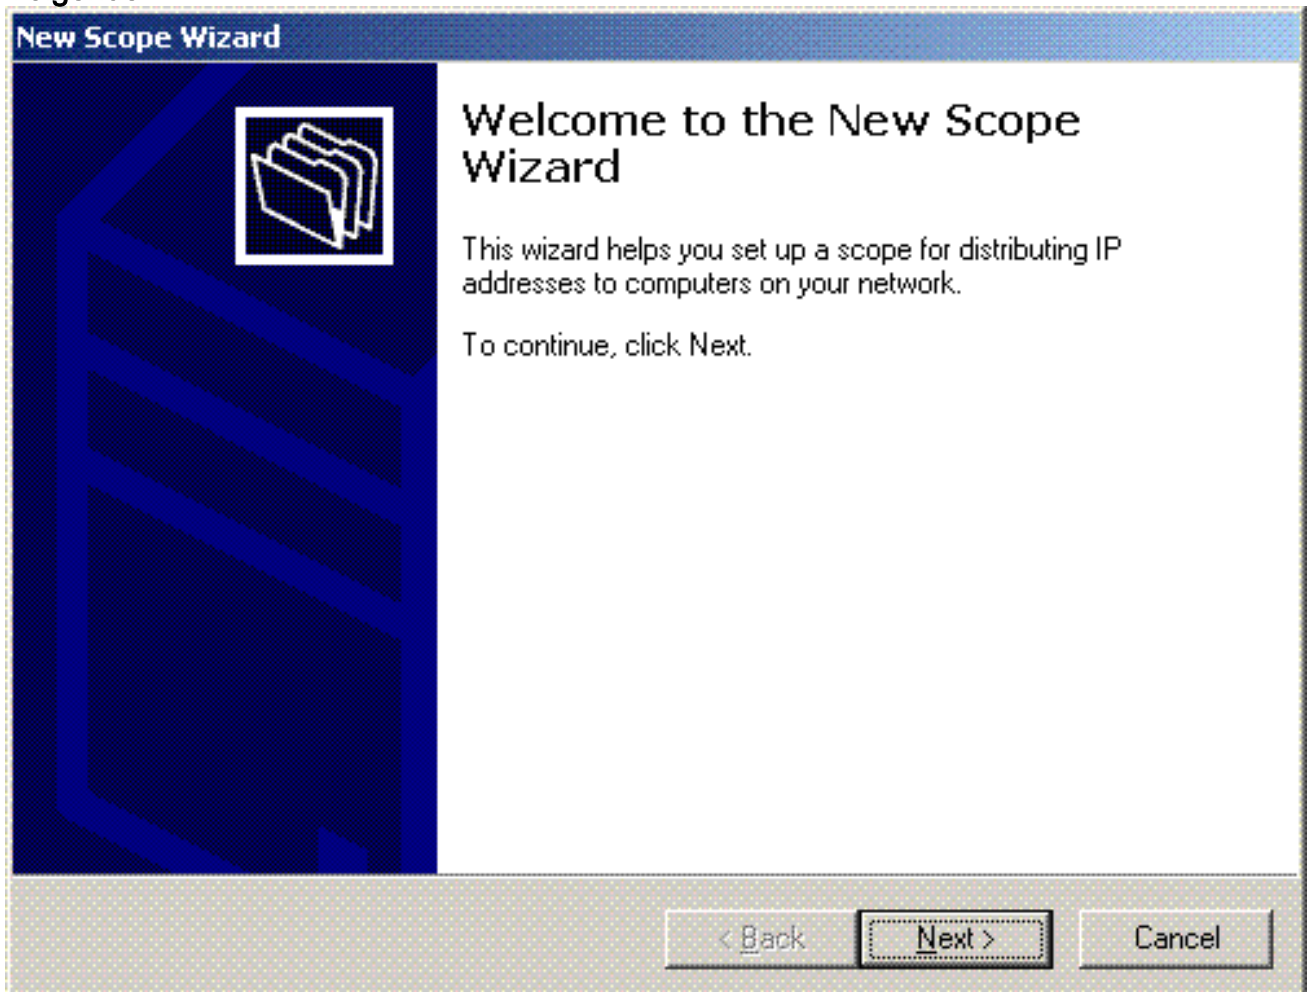 New Scope Wizard
Welcome to the New Scope
Wizard
This wizard helps you set up a scope for distributing IP
addresses to computers on your network.
To continue, click Next.
< Back
Next >
Cancel